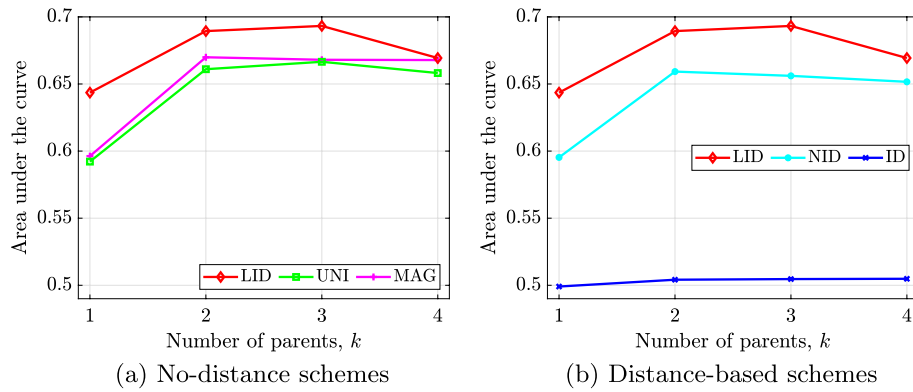 0.7
0.65
0.6
0.55
0.5
Area under the curve
LID UNI MAG
1 2 3 4
Number of parents, k
(a) No-distance schemes
0.7
0.65
0.6
0.55
0.5
Area under the curve
LID NID ID
1 2 3 4
Number of parents, k
(b) Distance-based schemes